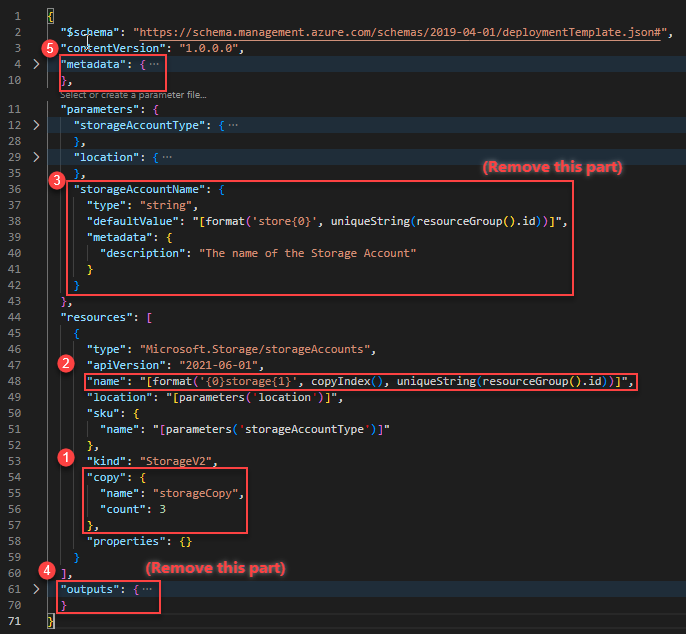 1 {
2 "$schema": "https://schema.management.azure.com/schemas/2019-04-01/deploymentTemplate.json#",
3 "contentVersion": "1.0.0.0",
5
4 > "metadata": { ···
10 },
Select or create a parameter file...
11 "parameters": {
12 > "storageAccountType": { ···
28 },
29 > "location": { ···
35 },
(Remove this part)
3
36 "storageAccountName": {
37 "type": "string",
38 "defaultValue": "[format('store{0}', uniqueString(resourceGroup().id))]",
39 "metadata": {
40 "description": "The name of the Storage Account"
41 }
42 }
43 },
44 "resources": [
45 {
46 "type": "Microsoft.Storage/storageAccounts",
2
47 "apiVersion": "2021-06-01",
48 "name": "[format('{0}storage{1}', copyIndex(), uniqueString(resourceGroup().id))]",
49 "location": "[parameters('location')]",
50 "sku": {
51 "name": "[parameters('storageAccountType')]"
52 },
1
53 "kind": "StorageV2",
54 "copy": {
55 "name": "storageCopy",
56 "count": 3
57 },
58 "properties": {}
59 }
4 (Remove this part)
60 ],
61 > "outputs": { ···
70 }
71 }